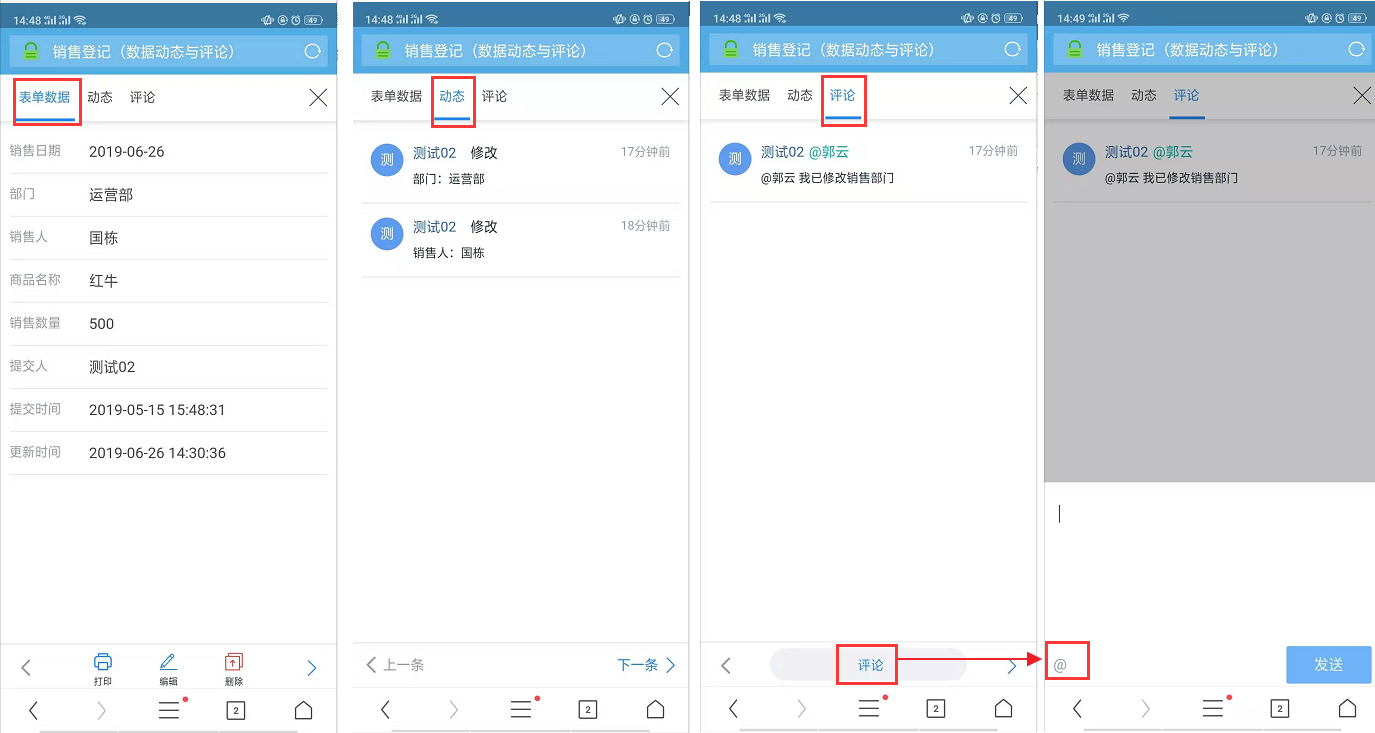 14:48
49
销售登记（数据动态与评论）
表单数据
动态
评论
销售日期
2019-06-26
部门
运营部
销售人
国栋
商品名称
红牛
销售数量
500
提交人
测试02
提交时间
2019-05-15 15:48:31
更新时间
2019-06-26 14:30:36
打印
编辑
删除
2
14:48
49
销售登记（数据动态与评论）
表单数据
动态
评论
测
测试02 修改
17分钟前
部门：运营部
测
测试02 修改
18分钟前
销售人：国栋
上一条
下一条
2
14:48
49
销售登记（数据动态与评论）
表单数据
动态
评论
测
测试02 @郭云
17分钟前
@郭云 我已修改销售部门
评论
2
14:49
49
销售登记（数据动态与评论）
表单数据
动态
评论
测
测试02 @郭云
17分钟前
@郭云 我已修改销售部门
@
发送
2